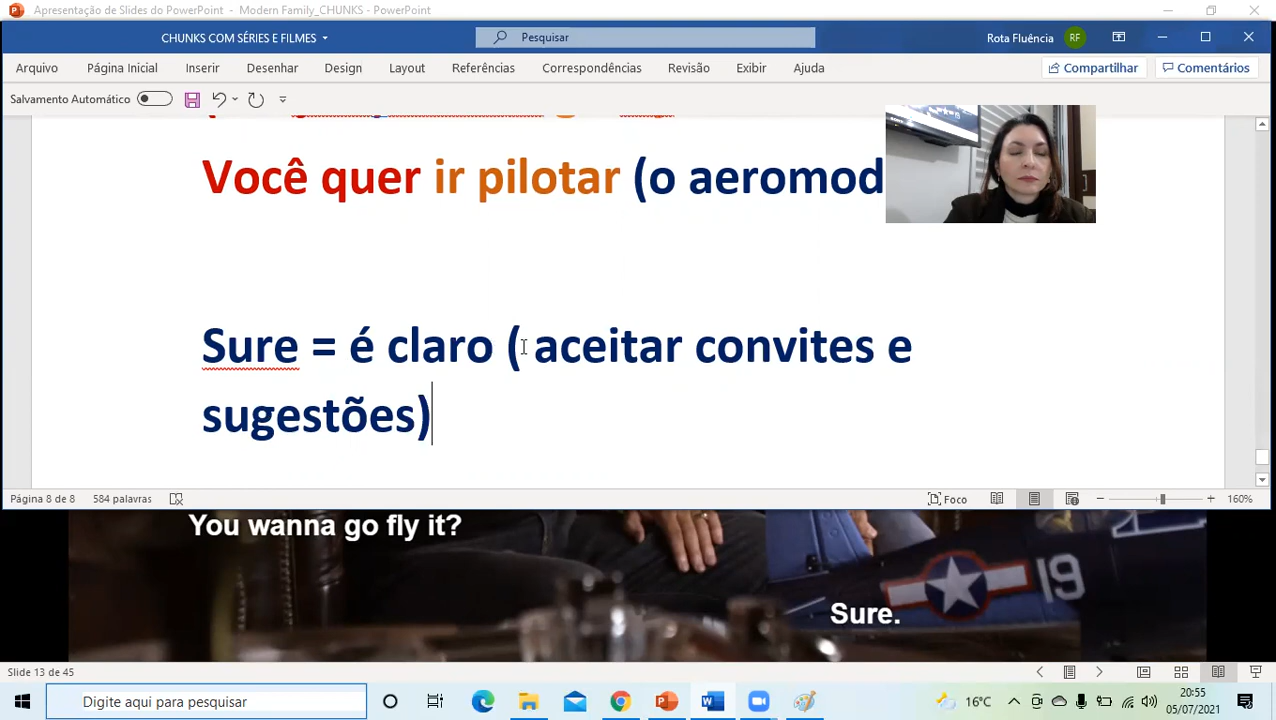 Apresentação de Slides do PowerPoint - Modern Family_CHUNKS - PowerPoint
CHUNKS COM SÉRIES E FILMES
Pesquisar
Rota Fluência RF
Arquivo Página Inicial Inserir Desenhar Design Layout Referências Correspondências Revisão Exibir Ajuda Compartilhar Comentários
Salvamento Automático
Você quer ir pilotar (o aeromod
Sure = é claro ( aceitar convites e
sugestões)
Página 8 de 8 584 palavras Foco 160%
You wanna go fly it?
19
Sure.
Slide 13 de 45
Digite aqui para pesquisar
16°C
20:55
05/07/2021